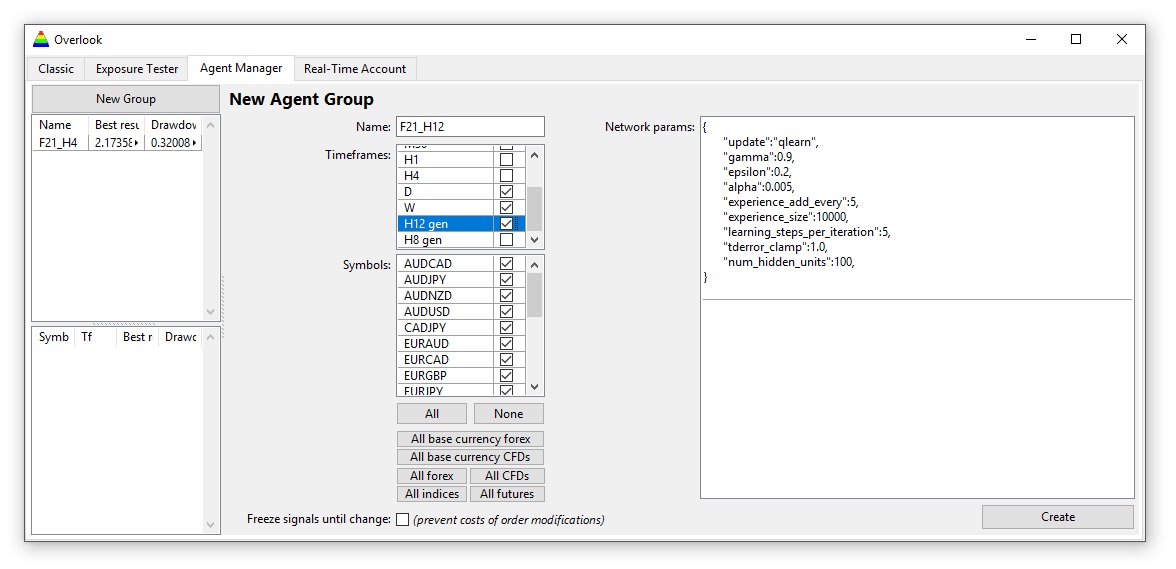 Overlook
Classic
Exposure Tester
Agent Manager
Real-Time Account
New Group
Name Best resu Drawdov
F21_H4 2.17358 0.32008
Symb Tf Best r Drawc
New Agent Group
Name: F21_H12
Timeframes:
H1
H4
D
W
H12 gen
H8 gen
Symbols:
AUDCAD
AUDJPY
AUDNZD
AUDUSD
CADJPY
EURAUD
EURCAD
EURGBP
EURJPY
All
None
All base currency forex
All base currency CFDs
All forex
All CFDs
All indices
All futures
Freeze signals until change: (prevent costs of order modifications)
Network params:
{
"update":"qlearn",
"gamma":0.9,
"epsilon":0.2,
"alpha":0.005,
"experience_add_every":5,
"experience_size":10000,
"learning_steps_per_iteration":5,
"tderror_clamp":1.0,
"num_hidden_units":100,
}
Create